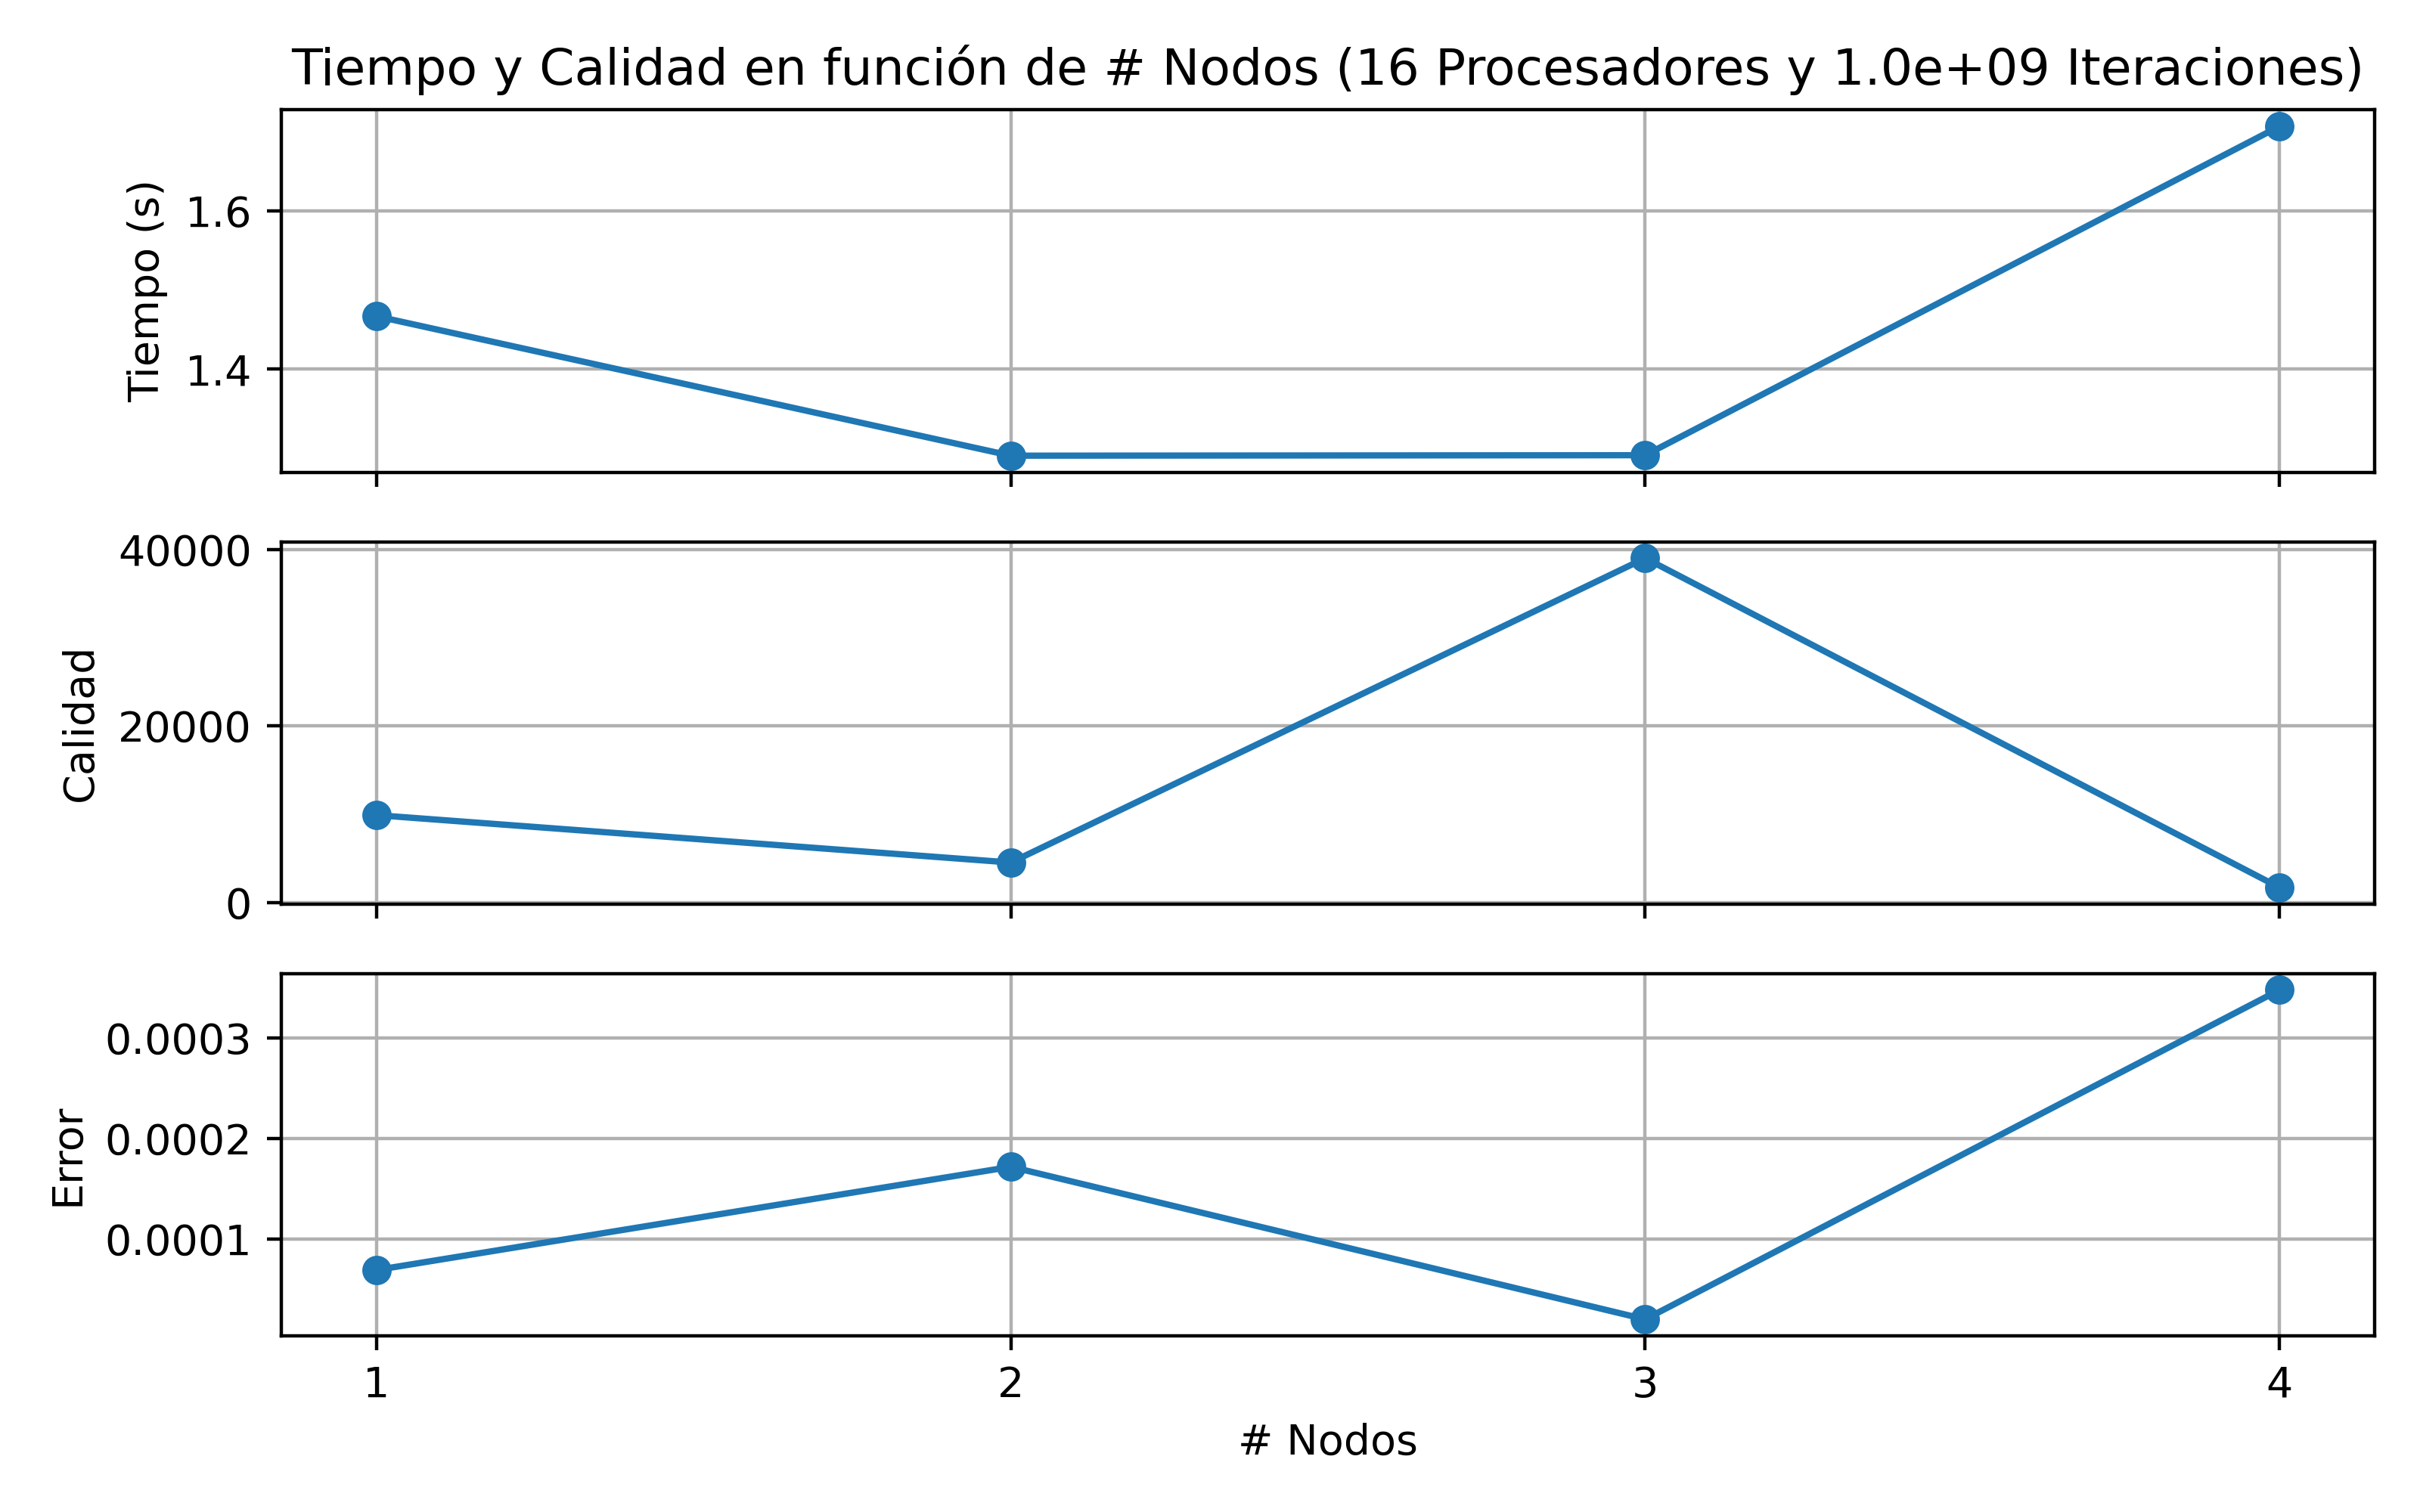 Tiempo y Calidad en función de # Nodos (16 Procesadores y 1.0e+09 Iteraciones)
Tiempo (s)
1.6
1.4
Calidad
40000
20000
0
Error
0.0003
0.0002
0.0001
1 2 3 4
# Nodos